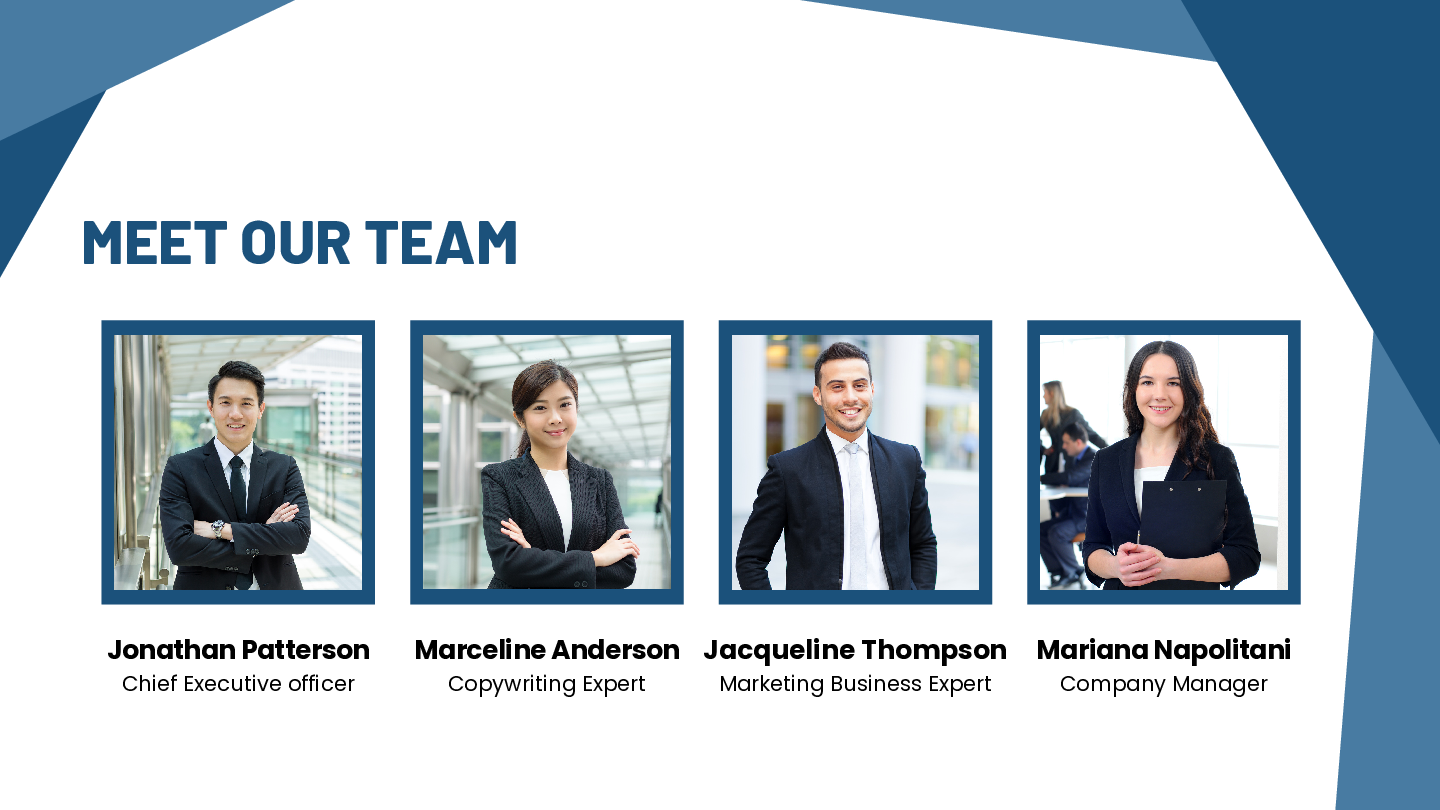 MEET OUR TEAM
Jonathan Patterson
Chief Executive officer
Marceline Anderson
Copywriting Expert
Jacqueline Thompson
Marketing Business Expert
Mariana Napolitani
Company Manager